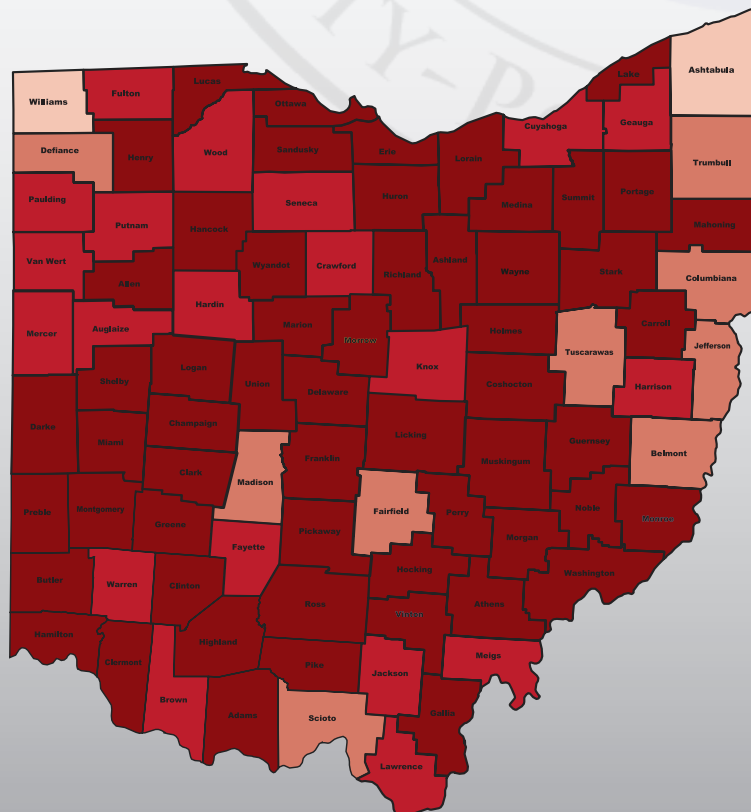 TY-P
Williams
Fulton
Lucas
Ottawa
Lake
Ashtabula
Defiance
Henry
Wood
Sandusky
Erie
Lorain
Cuyahoga
Geauga
Trumbull
Paulding
Putnam
Hancock
Seneca
Huron
Medina
Summit
Portage
Mahoning
Van Wert
Allen
Wyandot
Crawford
Richland
Ashland
Wayne
Stark
Columbiana
Mercer
Auglaize
Hardin
Marion
Morrow
Knox
Holmes
Tuscarawas
Carroll
Jefferson
Shelby
Logan
Union
Delaware
Coshocton
Harrison
Darke
Miami
Champaign
Clark
Madison
Franklin
Licking
Muskingum
Guernsey
Belmont
Preble
Montgomery
Greene
Fayette
Pickaway
Fairfield
Perry
Morgan
Noble
Monroe
Butler
Warren
Clinton
Ross
Hocking
Athens
Washington
Hamilton
Clermont
Highland
Pike
Vinton
Jackson
Meigs
Brown
Adams
Scioto
Gallia
Lawrence